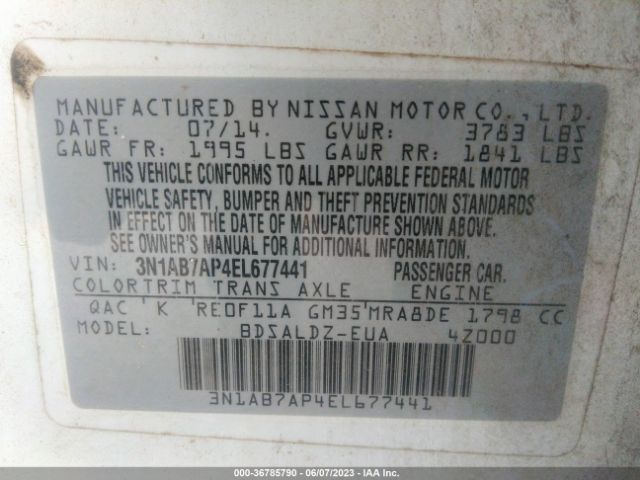 MANUFACTURED BY NISSAN MOTOR CO., LTD.
DATE: 07/14. GVWR: 3783 LBS
GAWR FR: 1995 LBS GAWR RR: 1841 LBS
THIS VEHICLE CONFORMS TO ALL APPLICABLE FEDERAL MOTOR
VEHICLE SAFETY, BUMPER AND THEFT PREVENTION STANDARDS
IN EFFECT ON THE DATE OF MANUFACTURE SHOWN ABOVE.
SEE OWNER'S MANUAL FOR ADDITIONAL INFORMATION.
VIN: 3N1AB7AP4EL677441 PASSENGER CAR.
COLORTRIM TRANS AXLE ENGINE
QAC ' K 'RE0F11A GM35'MRA8DE 1798 CC
MODEL: BDSALDZ-EUA 4Z000
3N1AB7AP4EL677441
000-36785790 - 06/07/2023 - IAA Inc.